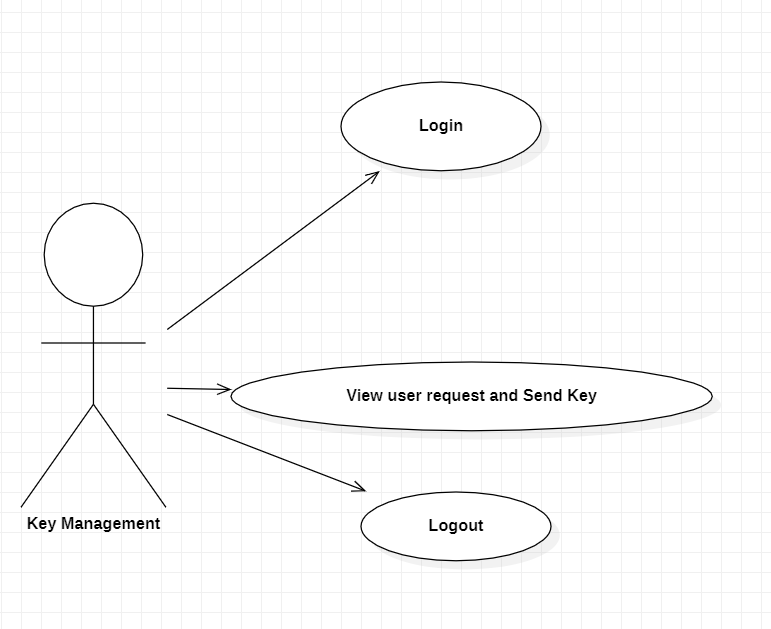 Login
View user request and Send Key
Logout
Key Management